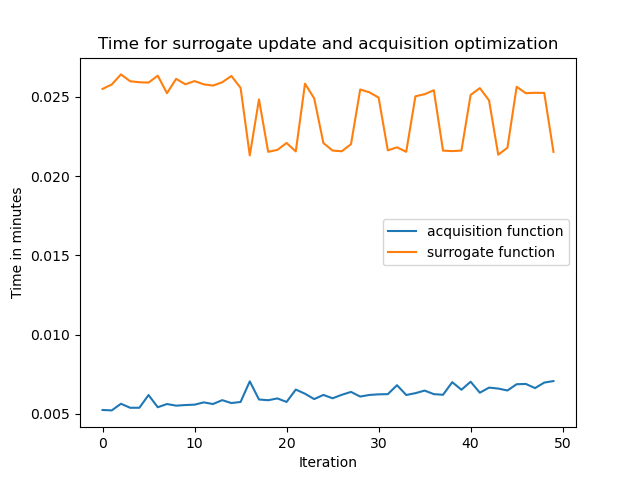 Time for surrogate update and acquisition optimization
0.025
0.020
0.015
0.010
0.005
Time in minutes
acquisition function
surrogate function
0 10 20 30 40 50
Iteration